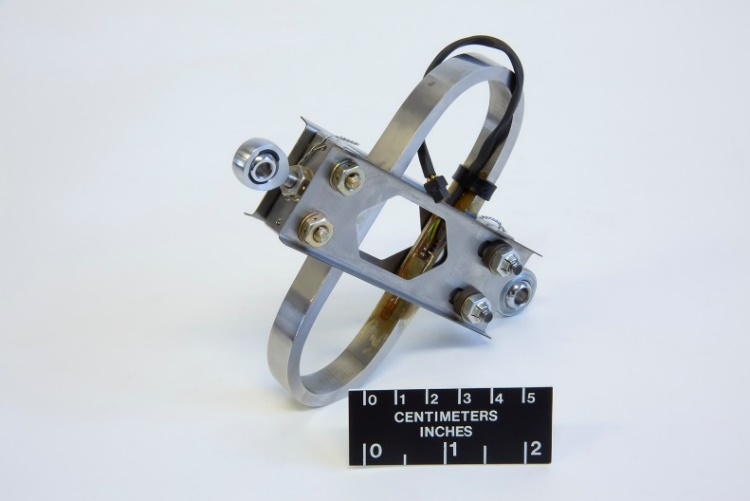 0 1 2 3 4 5
CENTIMETERS
INCHES
0 1 2